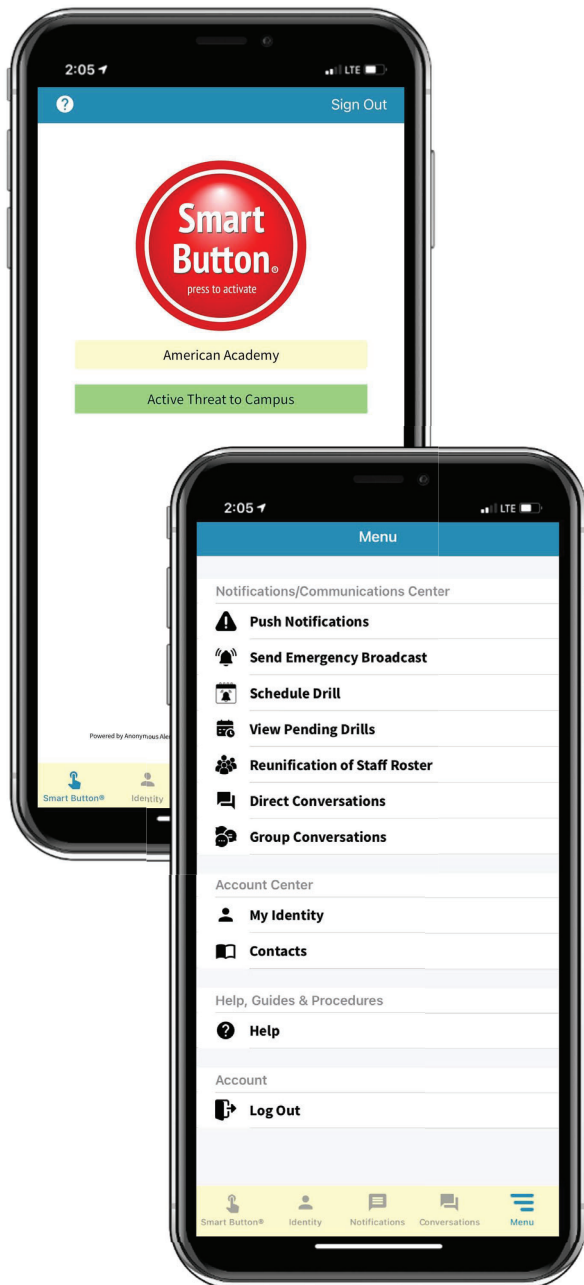 2:05
LTE
?
Sign Out
Smart
Button®
press to activate
American Academy
Active Threat to Campus
Powered by Anonymous
Smart Button®
Identity
2:05
LTE
Menu
Notifications/Communications Center
Push Notifications
Send Emergency Broadcast
Schedule Drill
View Pending Drills
Reunification of Staff Roster
Direct Conversations
Group Conversations
Account Center
My Identity
Contacts
Help, Guides & Procedures
? Help
Account
Log Out
Smart Button®
Identity
Notifications
Conversations
Menu